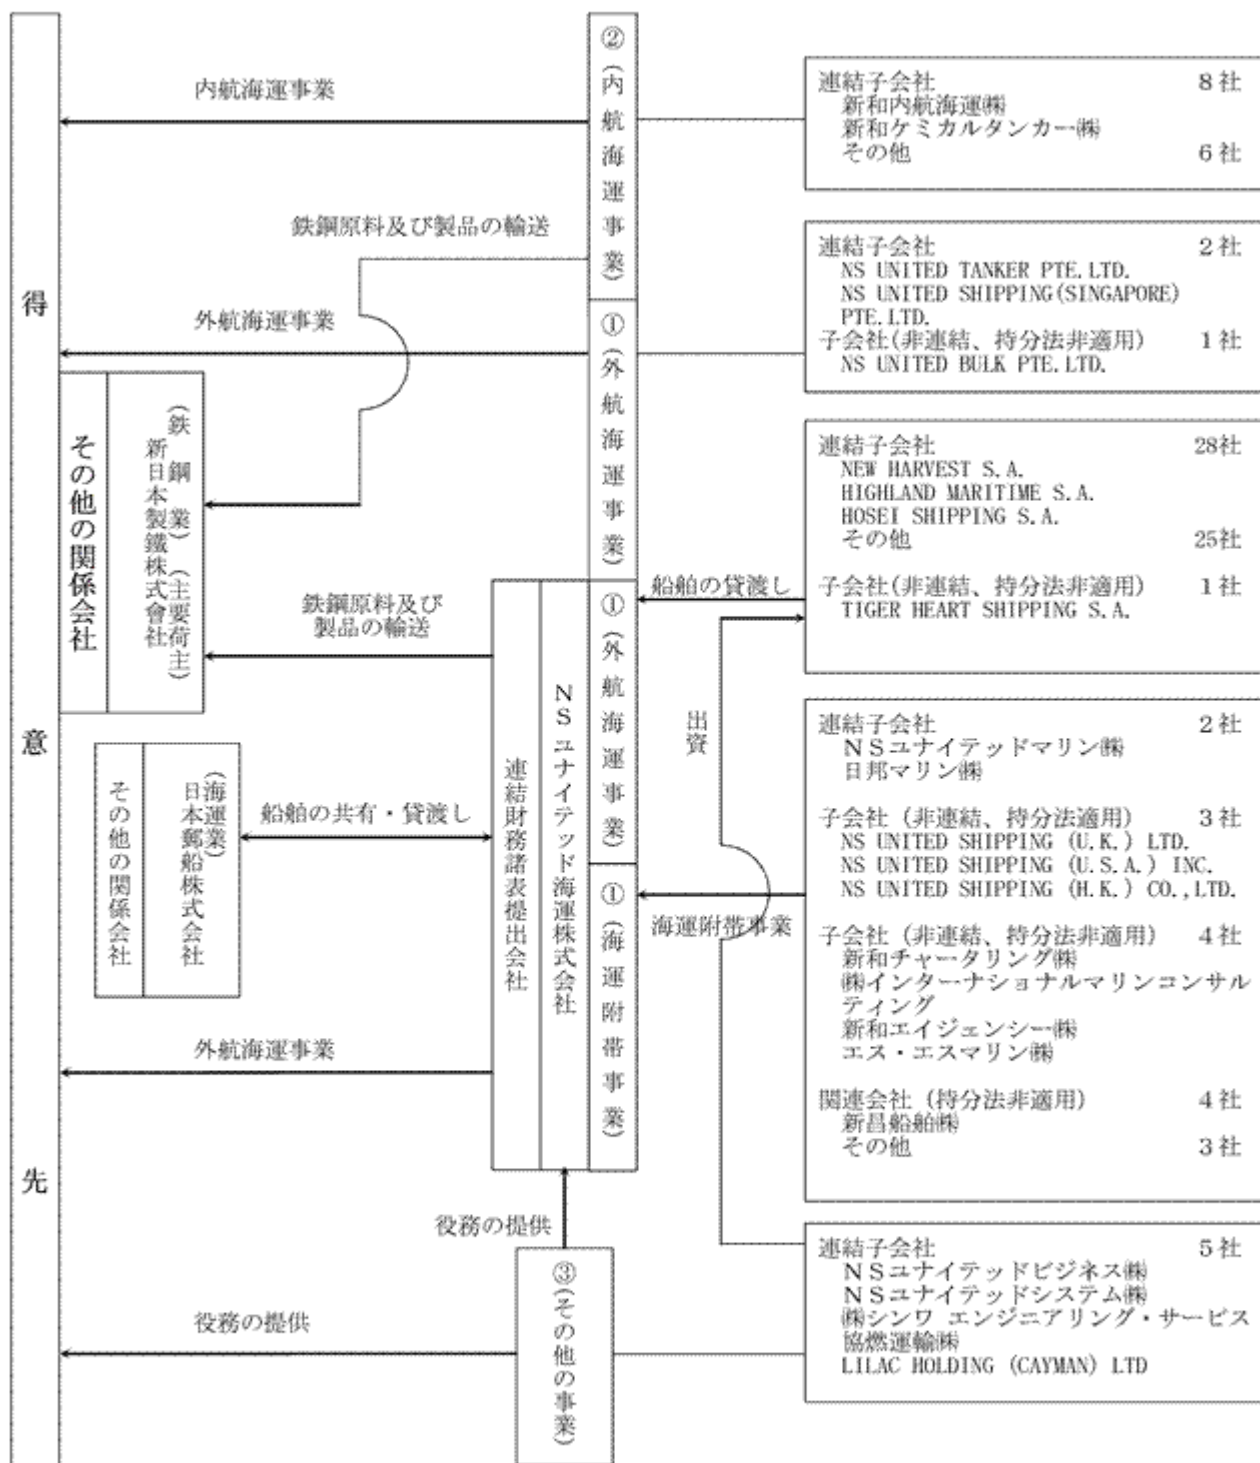 得意先
内航海運事業
鉄鋼原料及び製品の輸送
外航海運事業
その他の関係会社
(鉄鋼業)(主要荷主)
新日本製鐵株式會社
鉄鋼原料及び
製品の輸送
(海運業)
日本郵船株式会社
その他の関係会社
船舶の共有・貸渡し
外航海運事業
役務の提供
役務の提供
②(内航海運事業)
①(外航海運事業)
①(外航海運事業)
①(海運附帯事業)
NSユナイテッド海運株式会社
連結財務諸表提出会社
③(その他の事業)
船舶の貸渡し
出資
海運附帯事業
連結子会社 8社
新和内航海運㈱
新和ケミカルタンカー㈱
その他 6社
連結子会社 2社
NS UNITED TANKER PTE.LTD.
NS UNITED SHIPPING(SINGAPORE)
PTE.LTD.
子会社(非連結、持分法非適用) 1社
NS UNITED BULK PTE.LTD.
連結子会社 28社
NEW HARVEST S.A.
HIGHLAND MARITIME S.A.
HOSEI SHIPPING S.A.
その他 25社
子会社(非連結、持分法非適用) 1社
TIGER HEART SHIPPING S.A.
連結子会社 2社
NSユナイテッドマリン㈱
日邦マリン㈱
子会社(非連結、持分法適用) 3社
NS UNITED SHIPPING (U.K.) LTD.
NS UNITED SHIPPING (U.S.A.) INC.
NS UNITED SHIPPING (H.K.) CO.,LTD.
子会社(非連結、持分法非適用) 4社
新和チャータリング㈱
㈱インターナショナルマリンコンサル
ティング
新和エイジェンシー㈱
エス・エスマリン㈱
関連会社(持分法非適用) 4社
新昌船舶㈱
その他 3社
連結子会社 5社
NSユナイテッドビジネス㈱
NSユナイテッドシステム㈱
㈱シンワ エンジニアリング・サービス
協燃運輸㈱
LILAC HOLDING (CAYMAN) LTD